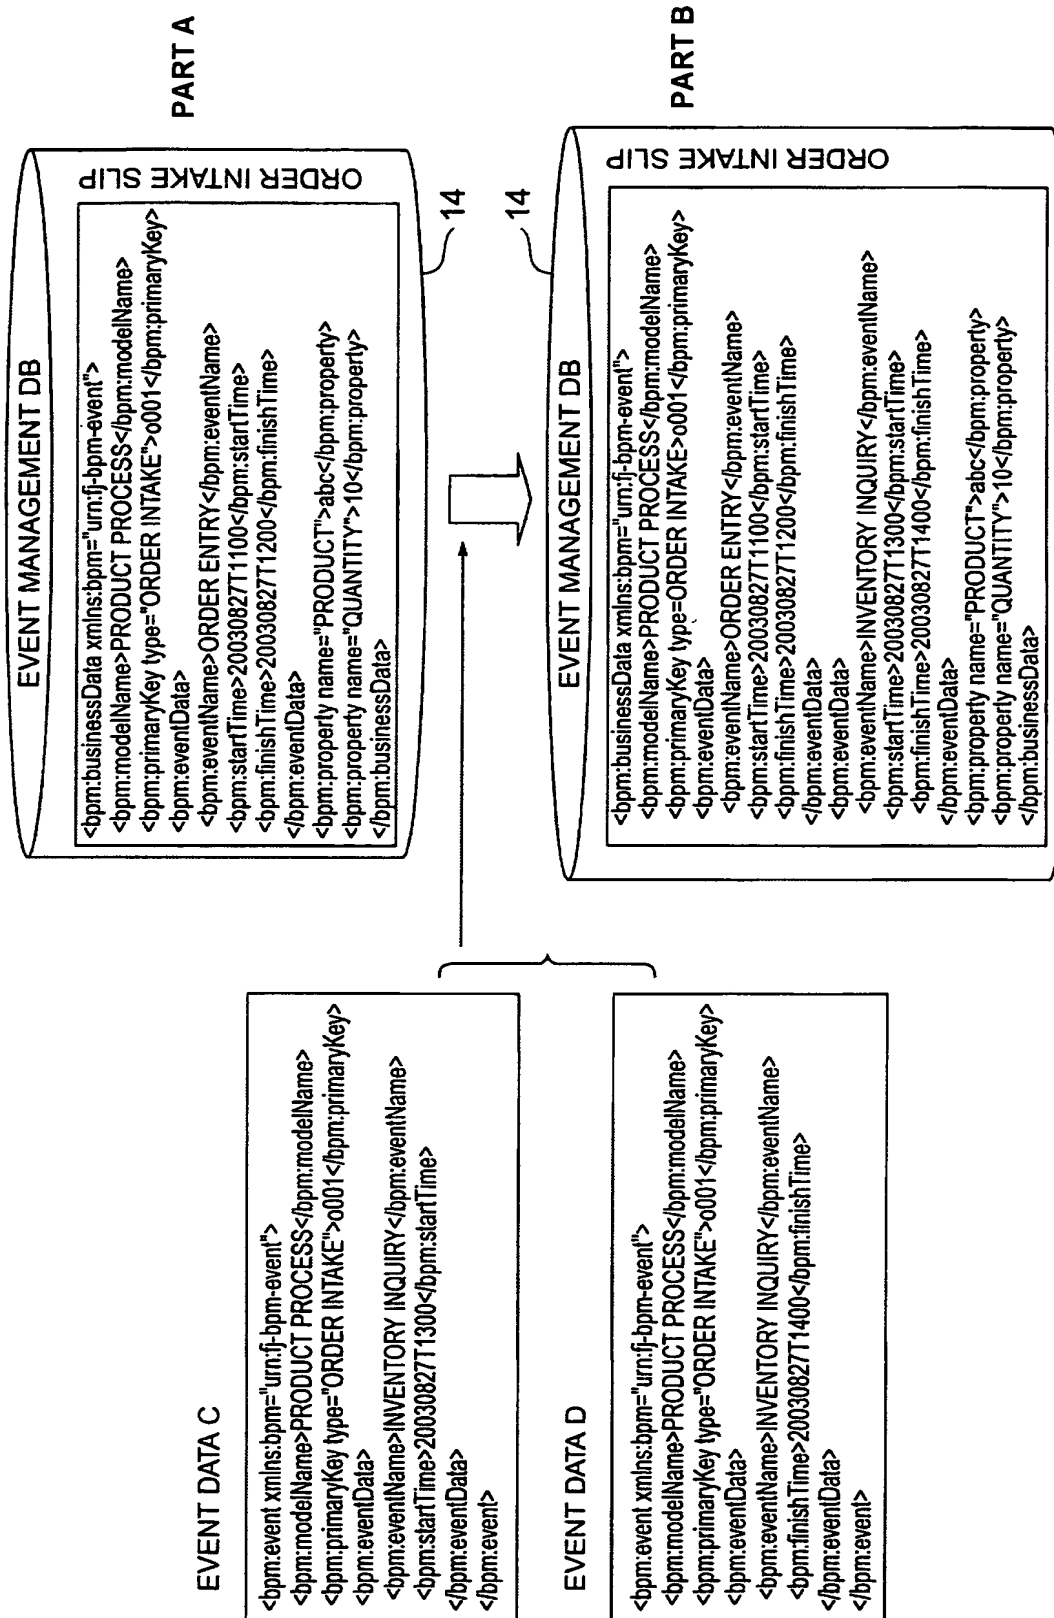 EVENT DATA C
<bpm:event xmlns:bpm="urn:fj-bpm-event">
<bpm:modelName>PRODUCT PROCESS</bpm:modelName>
<bpm:primaryKey type="ORDER INTAKE">o001</bpm:primaryKey>
<bpm:eventData>
<bpm:eventName>INVENTORY INQUIRY</bpm:eventName>
<bpm:startTime>20030827T1300</bpm:startTime>
</bpm:eventData>
</bpm:event>
EVENT DATA D
<bpm:event xmlns:bpm="urn:fj-bpm-event">
<bpm:modelName>PRODUCT PROCESS</bpm:modelName>
<bpm:primaryKey type="ORDER INTAKE">o001</bpm:primaryKey>
<bpm:eventData>
<bpm:eventName>INVENTORY INQUIRY</bpm:eventName>
<bpm:finishTime>20030827T1400</bpm:finishTime>
</bpm:eventData>
</bpm:event>
EVENT MANAGEMENT DB
<bpm:businessData xmlns:bpm="urn:fj-bpm-event">
<bpm:modelName>PRODUCT PROCESS</bpm:modelName>
<bpm:primaryKey type="ORDER INTAKE">o001</bpm:primaryKey>
<bpm:eventData>
<bpm:eventName>ORDER ENTRY</bpm:eventName>
<bpm:startTime>20030827T1100</bpm:startTime>
<bpm:finishTime>20030827T1200</bpm:finishTime>
</bpm:eventData>
<bpm:property name="PRODUCT">abc</bpm:property>
<bpm:property name="QUANTITY">10</bpm:property>
</bpm:businessData>
ORDER INTAKE SLIP
PART A
14
14
EVENT MANAGEMENT DB
<bpm:businessData xmlns:bpm="urn:fj-bpm-event">
<bpm:modelName>PRODUCT PROCESS</bpm:modelName>
<bpm:primaryKey type=ORDER INTAKE>o001</bpm:primaryKey>
<bpm:eventData>
<bpm:eventName>ORDER ENTRY</bpm:eventName>
<bpm:startTime>20030827T1100</bpm:startTime>
<bpm:finishTime>20030827T1200</bpm:finishTime>
</bpm:eventData>
<bpm:eventData>
<bpm:eventName>INVENTORY INQUIRY</bpm:eventName>
<bpm:startTime>20030827T1300</bpm:startTime>
<bpm:finishTime>20030827T1400</bpm:finishTime>
</bpm:eventData>
<bpm:property name="PRODUCT">abc</bpm:property>
<bpm:property name="QUANTITY">10</bpm:property>
</bpm:businessData>
ORDER INTAKE SLIP
PART B